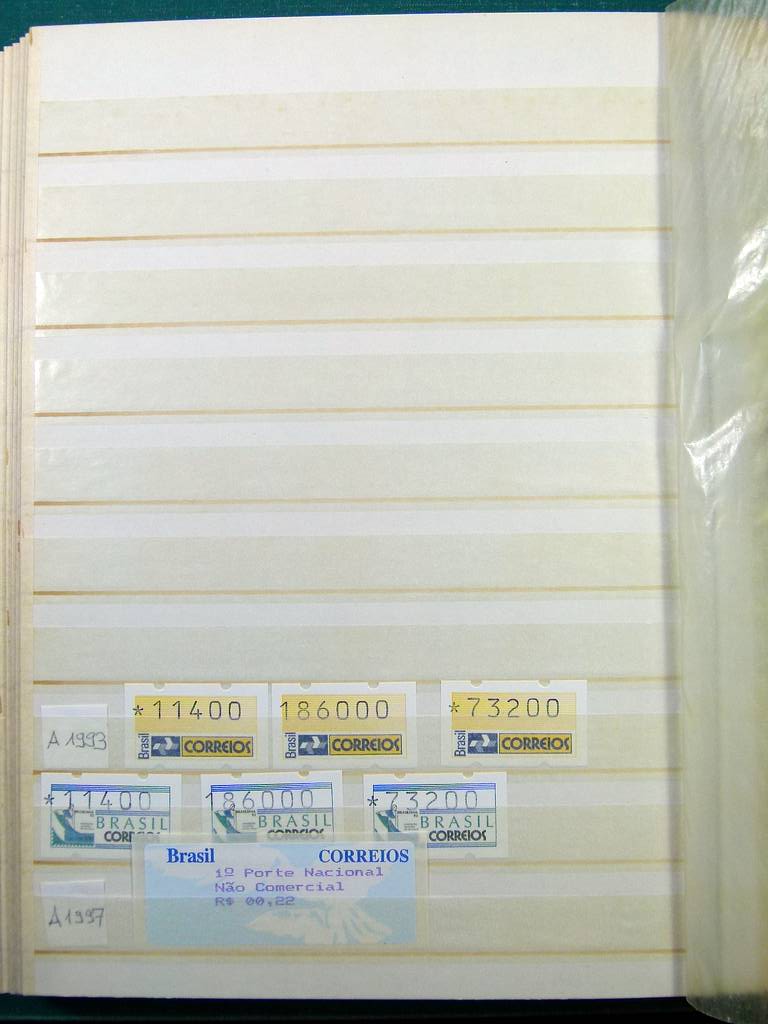 *11400
Brasil CORREIOS
186000
Brasil CORREIOS
*73200
Brasil CORREIOS
A 1993
*11400
BRASIL
186000
BRASIL
CORREIOS
*73200
BRASIL
CORREIOS
Brasil CORREIOS
1º Porte Nacional
Não Comercial
R$ 00,22
A 1997